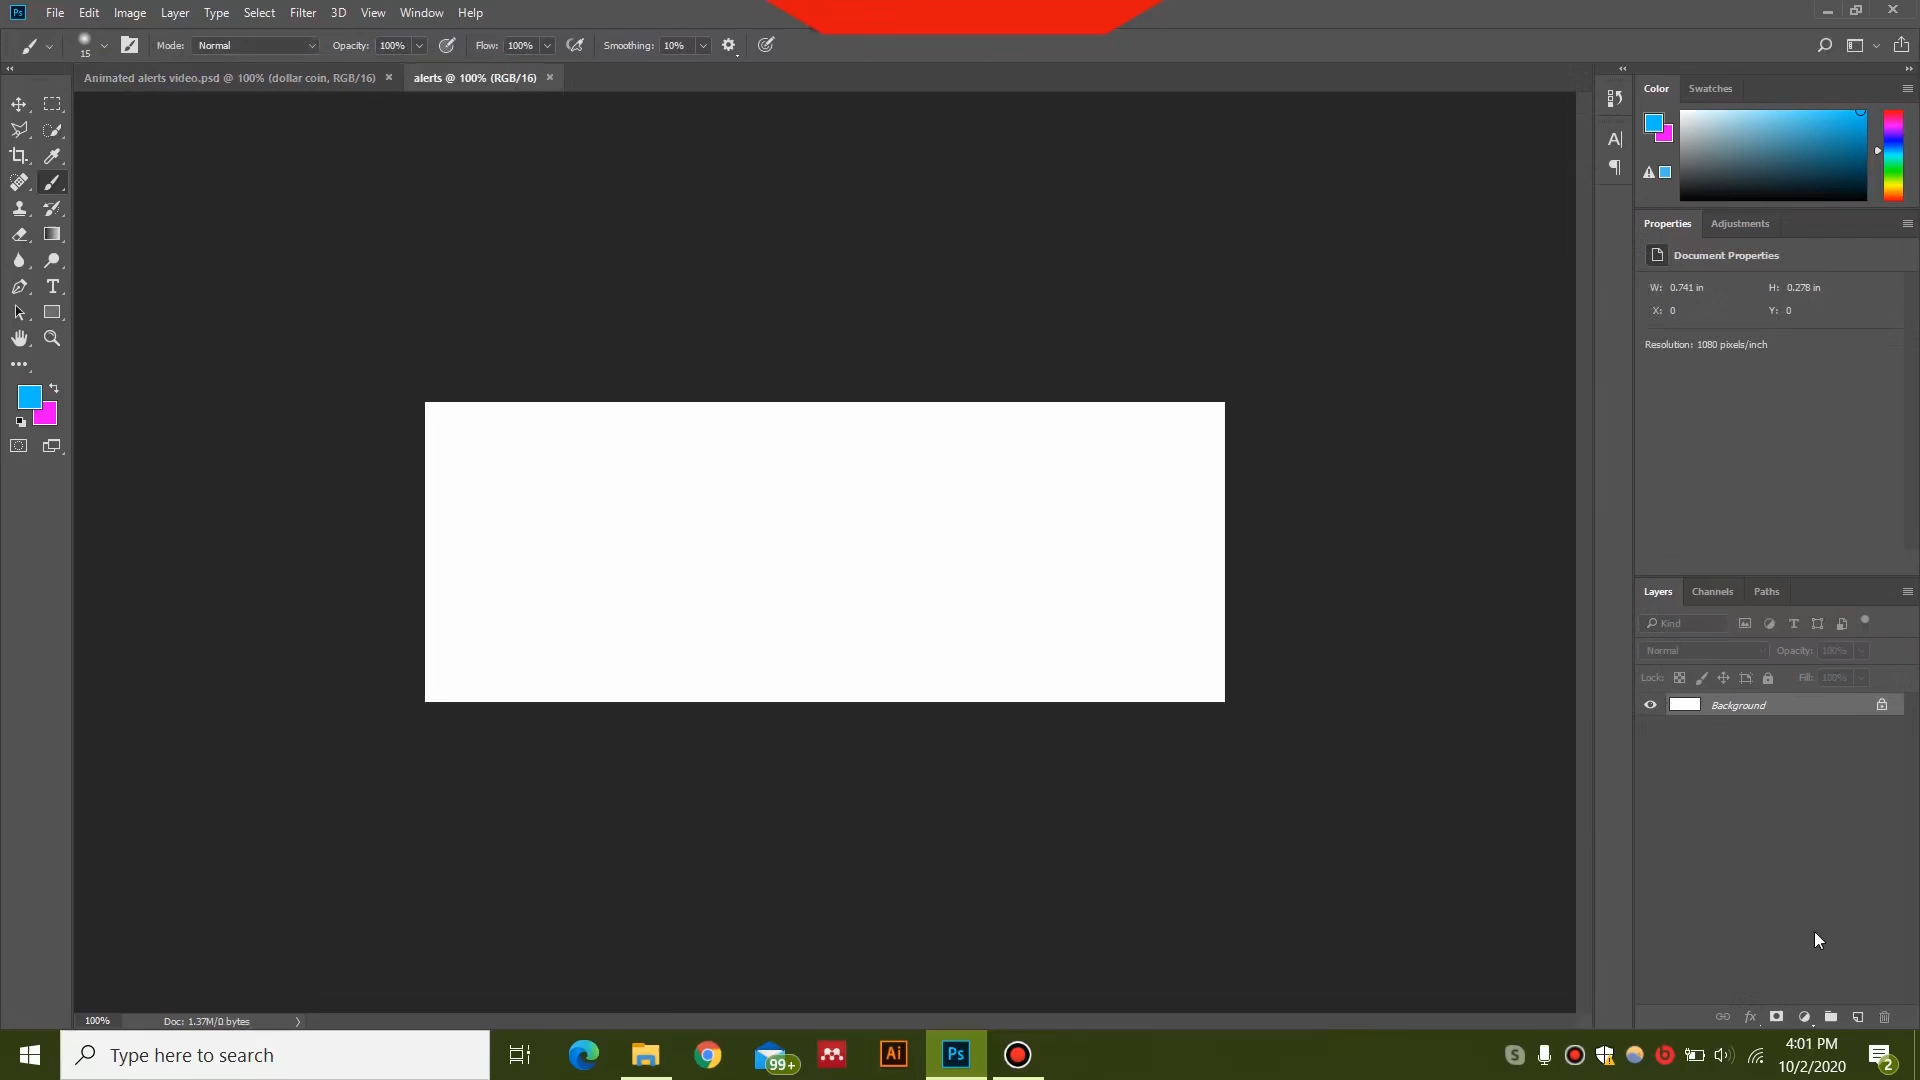 Ps File Edit Image Layer Type Select Filter 3D View Window Help
15 Mode: Normal Opacity: 100% Flow: 100% Smoothing: 10%
Animated alerts video.psd @ 100% (dollar coin, RGB/16) × alerts @ 100% (RGB/16) ×
Color Swatches
Properties Adjustments
Document Properties
W: 0.741 in H: 0.278 in
X: 0 Y: 0
Resolution: 1080 pixels/inch
Layers Channels Paths
Kind
Normal Opacity: 100%
Lock: Fill: 100%
Background
100% Doc: 1.37M/0 bytes
Type here to search
99+
Ai
Ps
4:01 PM
10/2/2020
2